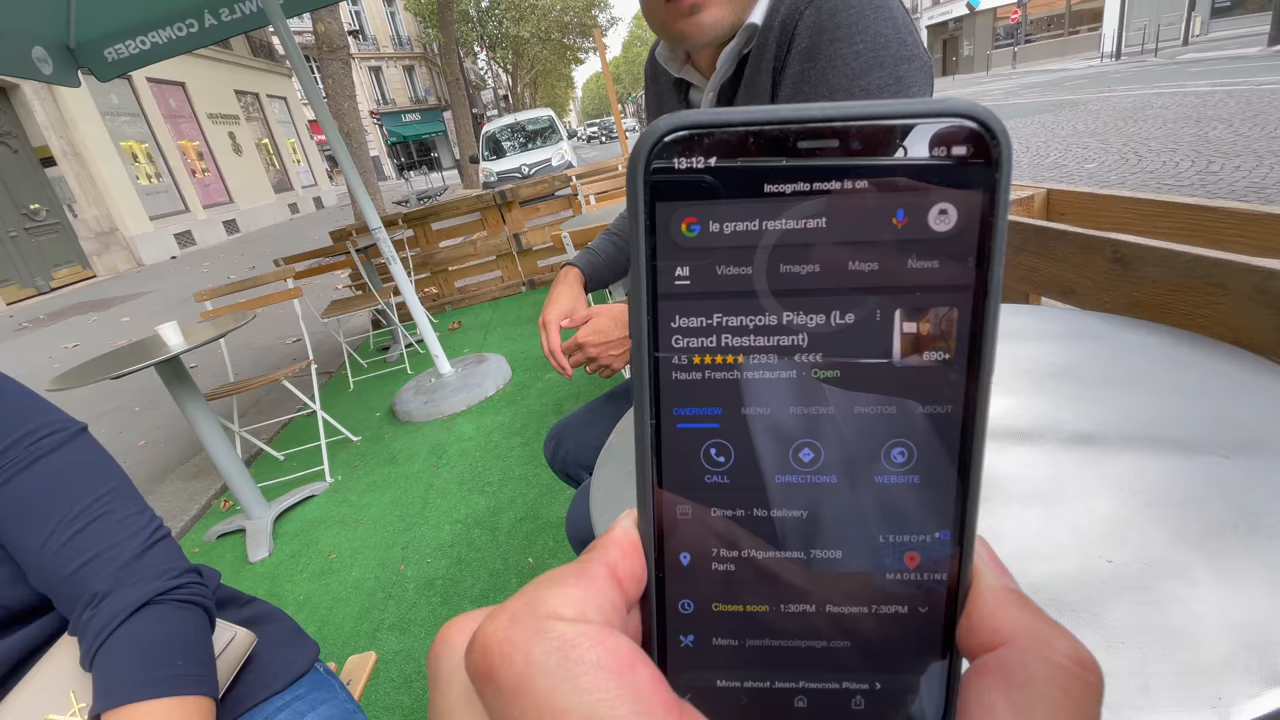 BOWLS À COMPOSER
LINAS
13:12
4G
Incognito mode is on
le grand restaurant
All Videos Images Maps News
Jean-François Piège (Le
Grand Restaurant)
4.5 (293) · €€€€
690+
Haute French restaurant · Open
OVERVIEW MENU REVIEWS PHOTOS ABOUT
CALL DIRECTIONS WEBSITE
Dine-in · No delivery
7 Rue d'Aguesseau, 75008
Paris
L'EUROPE
MADELEINE
Closes soon · 1:30PM · Reopens 7:30PM
Menu · jeanfrancoispiege.com
More about Jean-François Piège